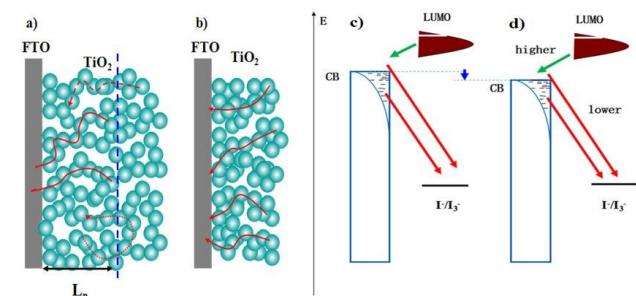 a)
FTO
TiO2
Ln
b)
FTO
TiO2
E
c)
LUMO
CB
I-/I3-
d)
LUMO
higher
CB
lower
I-/I3-